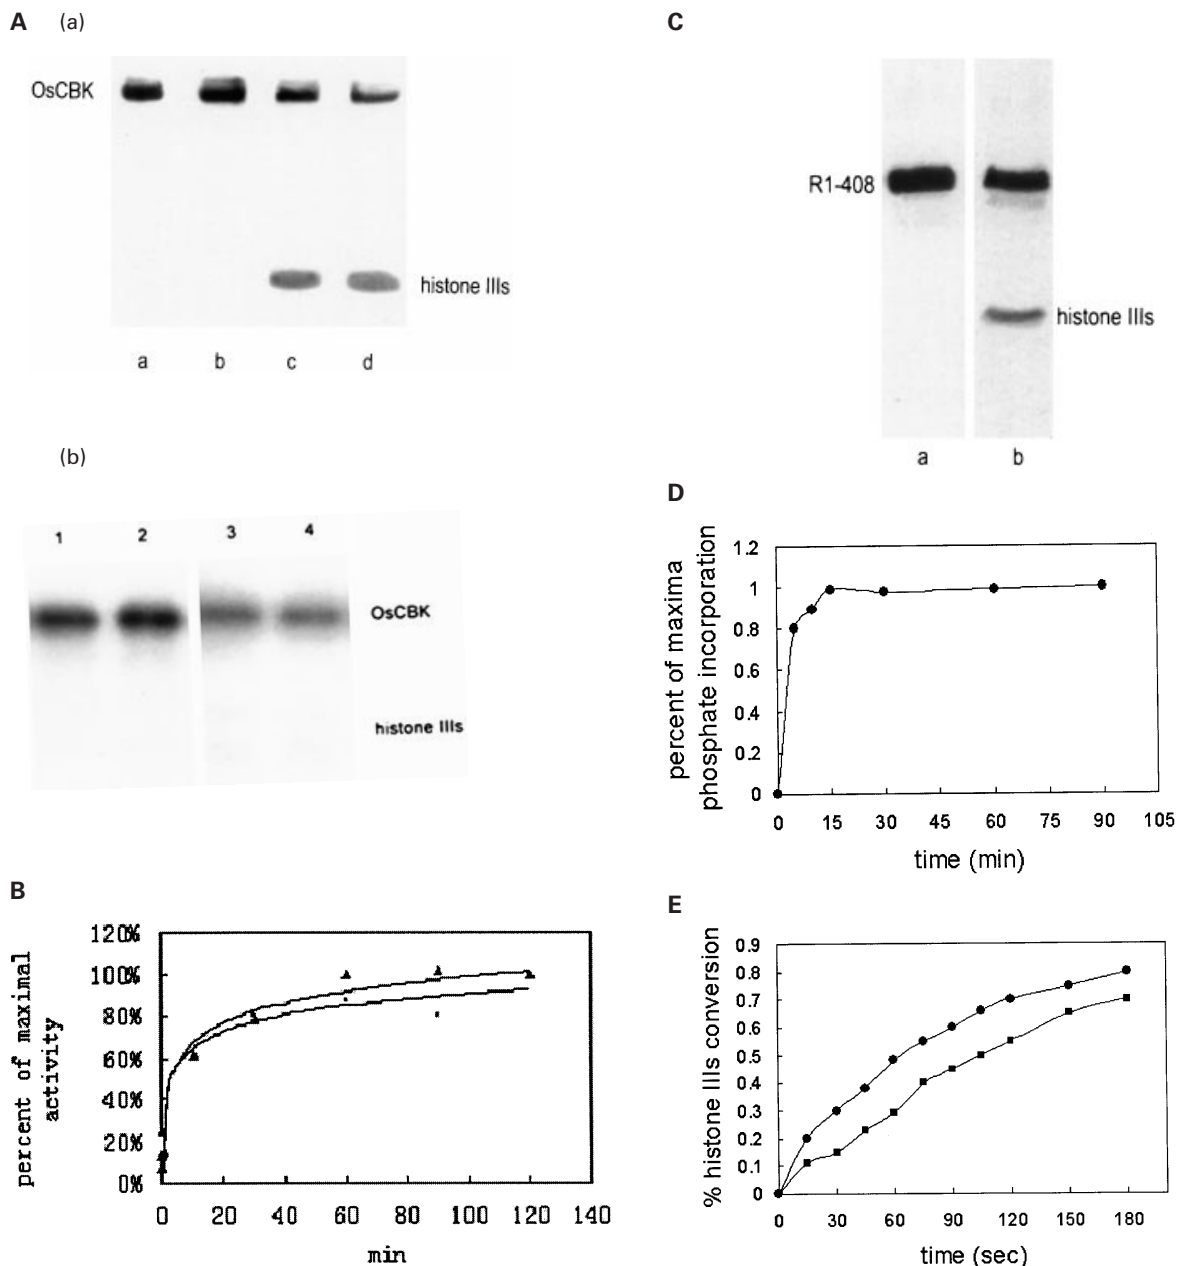 A (a)
OsCBK
histone IIIs
a b c d
(b)
1 2 3 4
OsCBK
histone IIIs
B
percent of maximal
activity
120%
100%
80%
60%
40%
20%
0%
0 20 40 60 80 100 120 140
min
C
R1-408
histone IIIs
a b
D
percent of maxima
phosphate incorporation
1.2
1
0.8
0.6
0.4
0.2
0
0 15 30 45 60 75 90 105
time (min)
E
% histone IIIs conversion
0.9
0.8
0.7
0.6
0.5
0.4
0.3
0.2
0.1
0
0 30 60 90 120 150 180
time (sec)